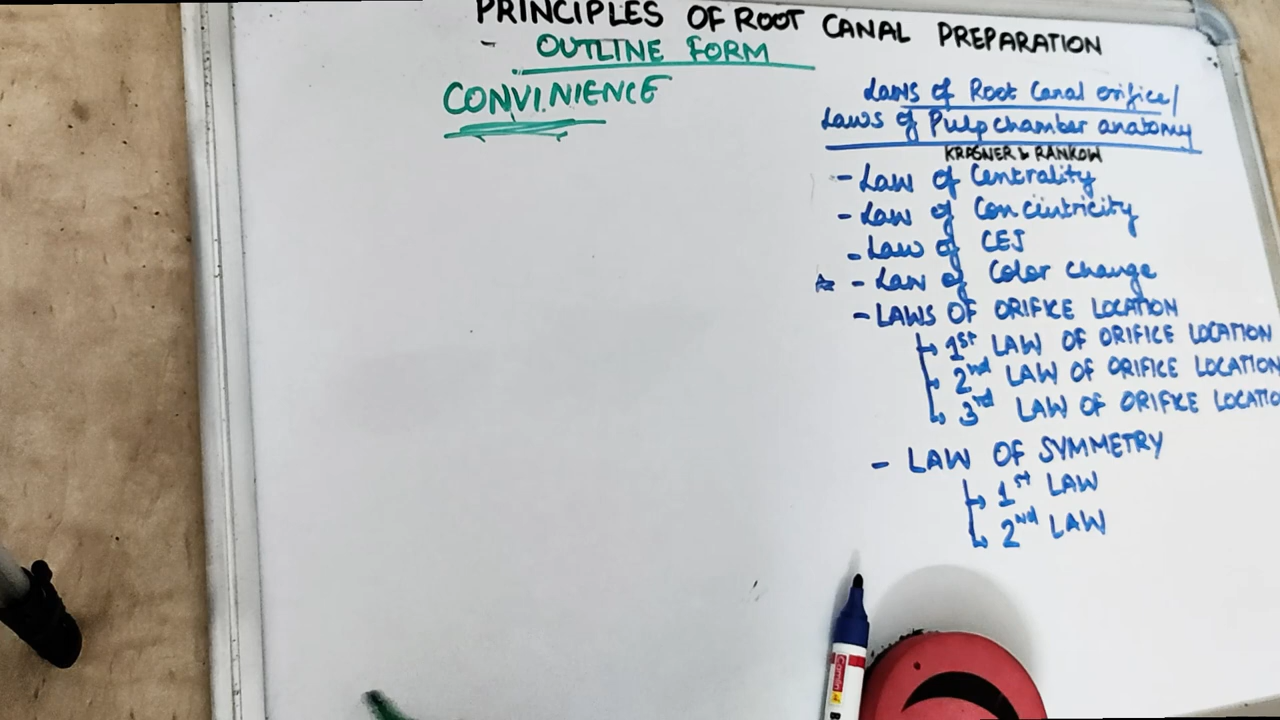 PRINCIPLES OF ROOT CANAL PREPARATION
- OUTLINE FORM
CONVINIENCE
Laws of Root Canal orifice/
Laws of Pulp chamber anatomy
KRASNER & RANKOW
- Law of Centrality
- Law of Concintricity
- Law of CEJ
- Law of Color Change
- LAWS OF ORIFICE LOCATION
↳ 1st LAW OF ORIFICE LOCATION
↳ 2nd LAW OF ORIFICE LOCATION
↳ 3rd LAW OF ORIFICE LOCATIO
- LAW OF SYMMETRY
↳ 1st LAW
↳ 2nd LAW
Camlin